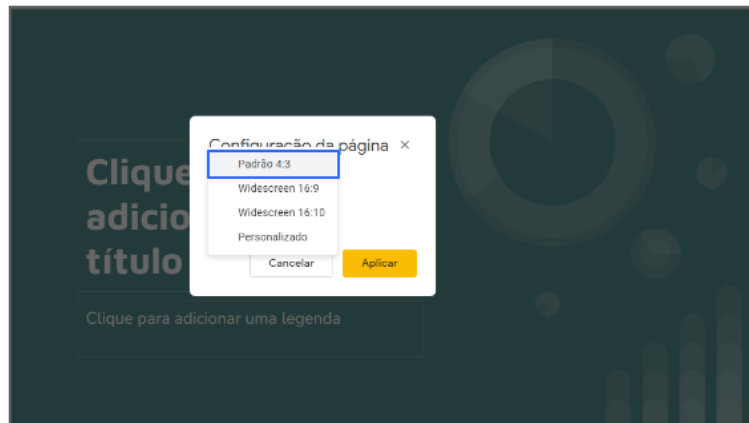 Configuração da página
Padrão 4:3
Widescreen 16:9
Widescreen 16:10
Personalizado
Cancelar
Aplicar
Clique
adicio
título
Clique para adicionar uma legenda